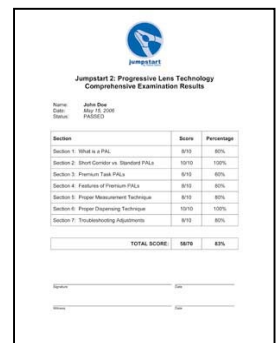 jumpstart
Jumpstart 2: Progressive Lens Technology
Comprehensive Examination Results
Name: John Doe
Date: May 15, 2005
Status: PASSED
Section Score Percentage
Section 1: What is a PAL 8/10 80%
Section 2: Short Corridor vs. Standard PALs 10/10 100%
Section 3: Premium Task PALs 8/10 80%
Section 4: Features of Premium PALs 8/10 80%
Section 5: Proper Measurement Technique 8/10 80%
Section 6: Proper Dispensing Technique 10/10 100%
Section 7: Troubleshooting Adjustments 8/10 80%
TOTAL SCORE: 58/70 83%
Signature Date
Witness Date